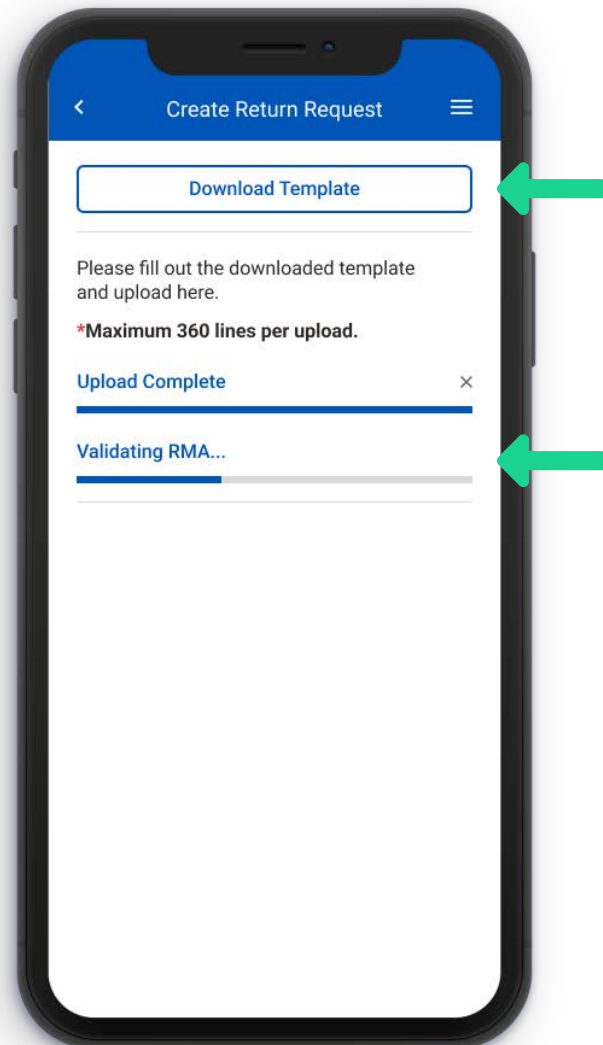 Create Return Request
Download Template
Please fill out the downloaded template
and upload here.
*Maximum 360 lines per upload.
Upload Complete
Validating RMA...